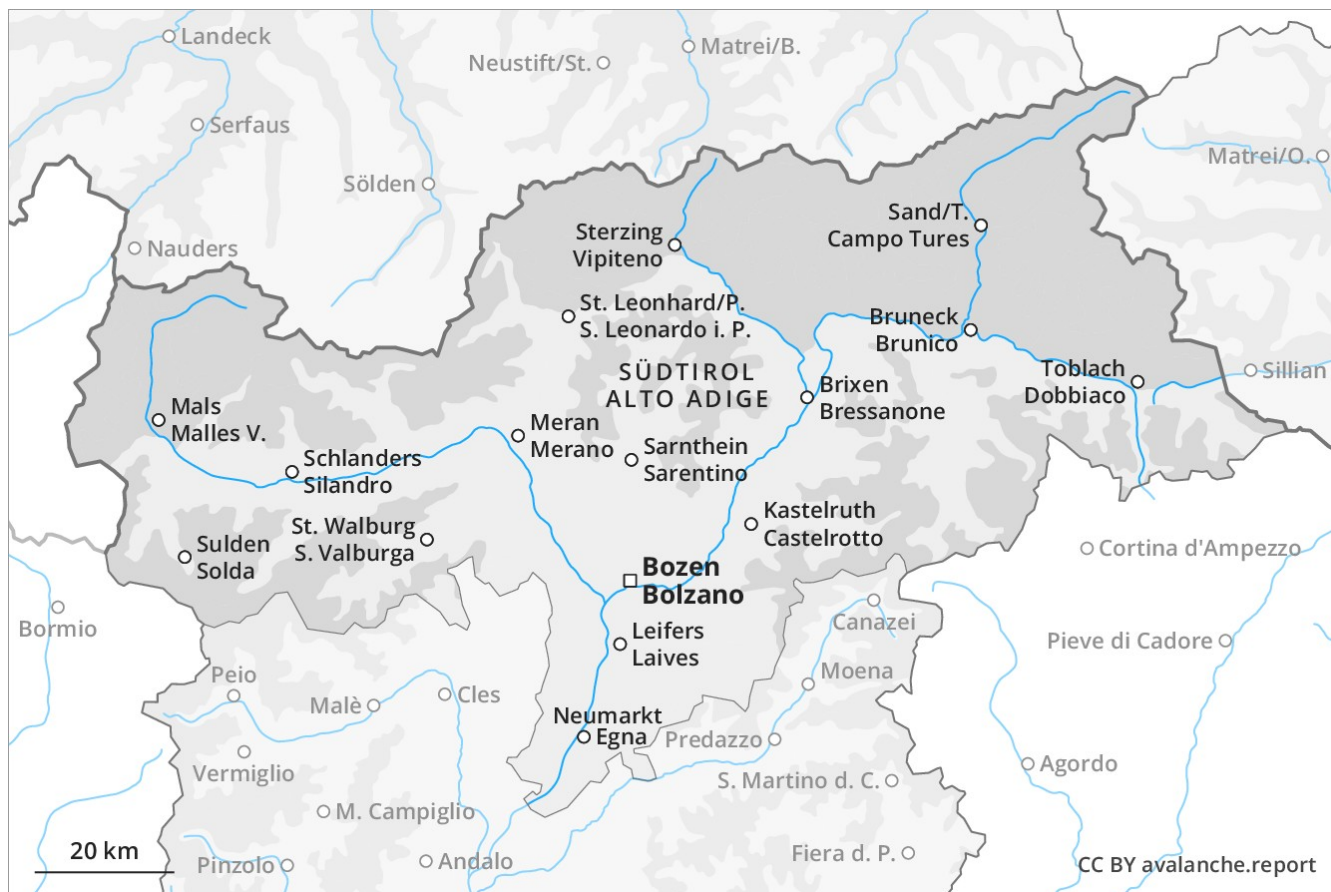 Landeck
Matrei/B.
Neustift/St.
Serfaus
Matrei/O.
Sölden
Sand/T.
Campo Tures
Sterzing
Vipiteno
Nauders
St. Leonhard/P.
S. Leonardo i. P.
Bruneck
Brunico
SÜDTIROL
ALTO ADIGE
Toblach
Dobbiaco
Sillian
Brixen
Bressanone
Mals
Malles V.
Meran
Merano
Sarnthein
Sarentino
Schlanders
Silandro
Kastelruth
Castelrotto
St. Walburg
S. Valburga
Sulden
Solda
Cortina d'Ampezzo
Bozen
Bolzano
Bormio
Canazei
Leifers
Laives
Pieve di Cadore
Peio
Moena
Malè
Cles
Neumarkt
Egna
Predazzo
Vermiglio
Agordo
S. Martino d. C.
M. Campiglio
20 km
Pinzolo
Andalo
Fiera d. P.
CC BY avalanche.report